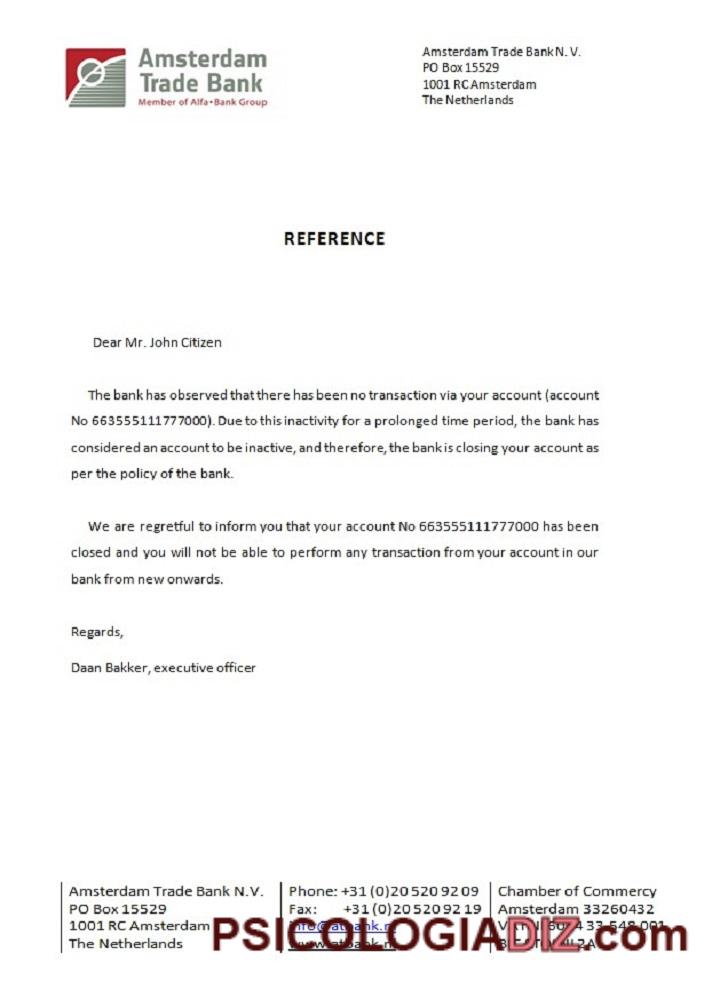 Amsterdam
Trade Bank
Member of Alfa•Bank Group
Amsterdam Trade Bank N.V.
PO Box 15529
1001 RC Amsterdam
The Netherlands
REFERENCE
Dear Mr. John Citizen
The bank has observed that there has been no transaction via your account (account
No 663555111777000). Due to this inactivity for a prolonged time period, the bank has
considered an account to be inactive, and therefore, the bank is closing your account as
per the policy of the bank.
We are regretful to inform you that your account No 663555111777000 has been
closed and you will not be able to perform any transaction from your account in our
bank from new onwards.
Regards,
Daan Bakker, executive officer
Amsterdam Trade Bank N.V.
PO Box 15529
1001 RC Amsterdam
The Netherlands
Phone: +31 (0)20 520 92 09
Fax: +31 (0)20 520 92 19
Chamber of Commerce
Amsterdam 33260432
PSICOLOGIADIZ.com